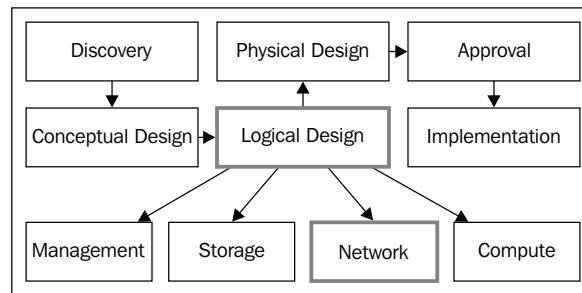 Discovery
Physical Design
Approval
Conceptual Design
Logical Design
Implementation
Management
Storage
Network
Compute